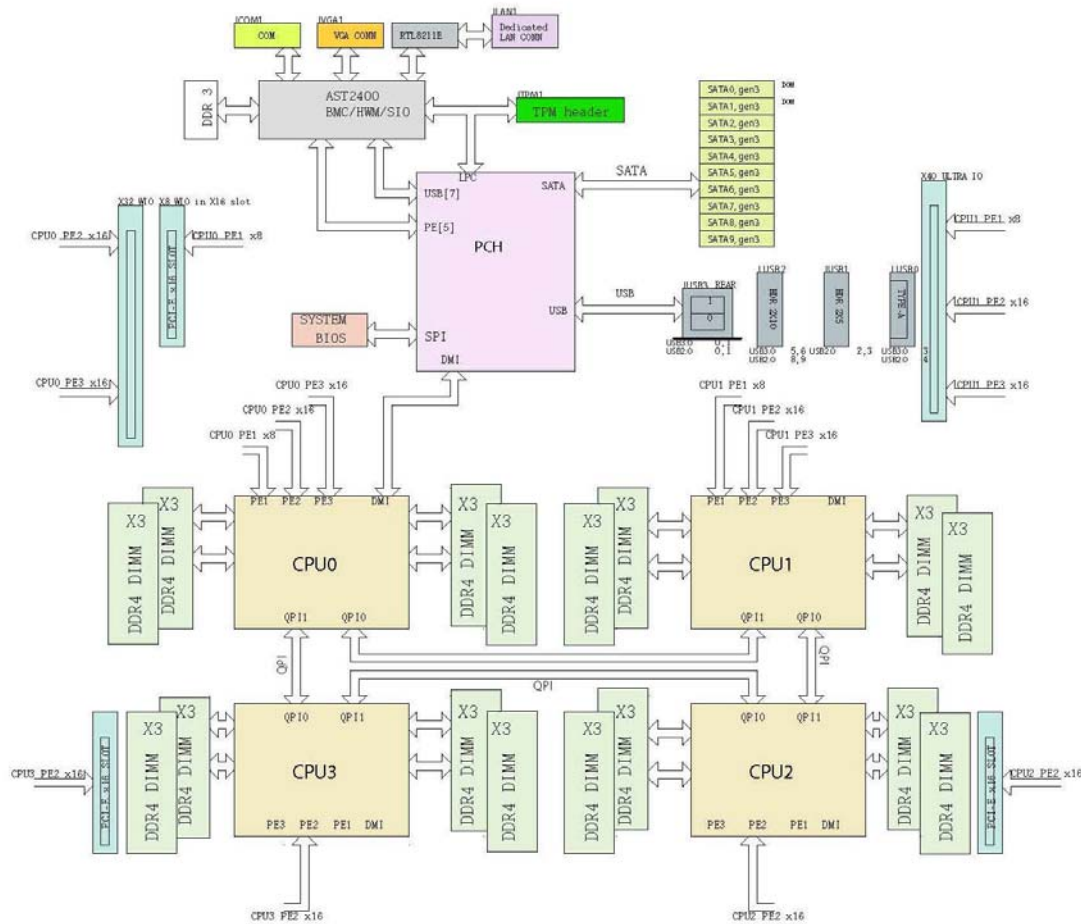 JCOM1
JVGA1
JLAN1
COM
VGA CONN
RTL8211E
Dedicated
LAN CONN
DDR 3
AST2400
BMC/HWM/SIO
JTPM1
TPM header
SATA0, gen3
DOM
SATA1, gen3
DOM
SATA2, gen3
SATA3, gen3
SATA4, gen3
SATA5, gen3
SATA6, gen3
SATA7, gen3
SATA8, gen3
SATA9, gen3
LPC
USB[7]
SATA
SATA
PE[5]
PCH
X32 WIO
X8 WIO in X16 slot
X40 ULTRA IO
CPU0 PE2 x16
CPU0 PE1 x8
PCI-E x16 SLOT
CPU1 PE1 x8
CPU1 PE2 x16
CPU1 PE3 x16
CPU0 PE3 x16
USB
USB
JUSB3 REAR
1
0
USB3.0 0,1
USB2.0 0,1
JUSB2
HDR 2X10
USB3.0 5,6
USB2.0 8,9
JUSB1
HDR 2X5
USB2.0 2,3
JUSB0
TYPE-A
USB3.0 3
USB2.0 4
SYSTEM
BIOS
SPI
DMI
CPU0 PE3 x16
CPU0 PE2 x16
CPU0 PE1 x8
CPU1 PE1 x8
CPU1 PE2 x16
CPU1 PE3 x16
PE1 PE2 PE3 DMI
CPU0
QPI1 QPI0
PE1 PE2 PE3 DMI
CPU1
QPI1 QPI0
X3
DDR4 DIMM
X3
DDR4 DIMM
X3
DDR4 DIMM
X3
DDR4 DIMM
X3
DDR4 DIMM
X3
DDR4 DIMM
X3
DDR4 DIMM
X3
DDR4 DIMM
QPI
QPI
QPI
QPI0 QPI1
CPU3
PE3 PE2 PE1 DMI
QPI0 QPI1
CPU2
PE3 PE2 PE1 DMI
X3
DDR4 DIMM
X3
DDR4 DIMM
X3
DDR4 DIMM
X3
DDR4 DIMM
X3
DDR4 DIMM
X3
DDR4 DIMM
X3
DDR4 DIMM
X3
DDR4 DIMM
CPU3 PE2 x16
PCI-E x16 SLOT
PCI-E x16 SLOT
CPU2 PE2 x16
CPU3 PE2 x16
CPU2 PE2 x16